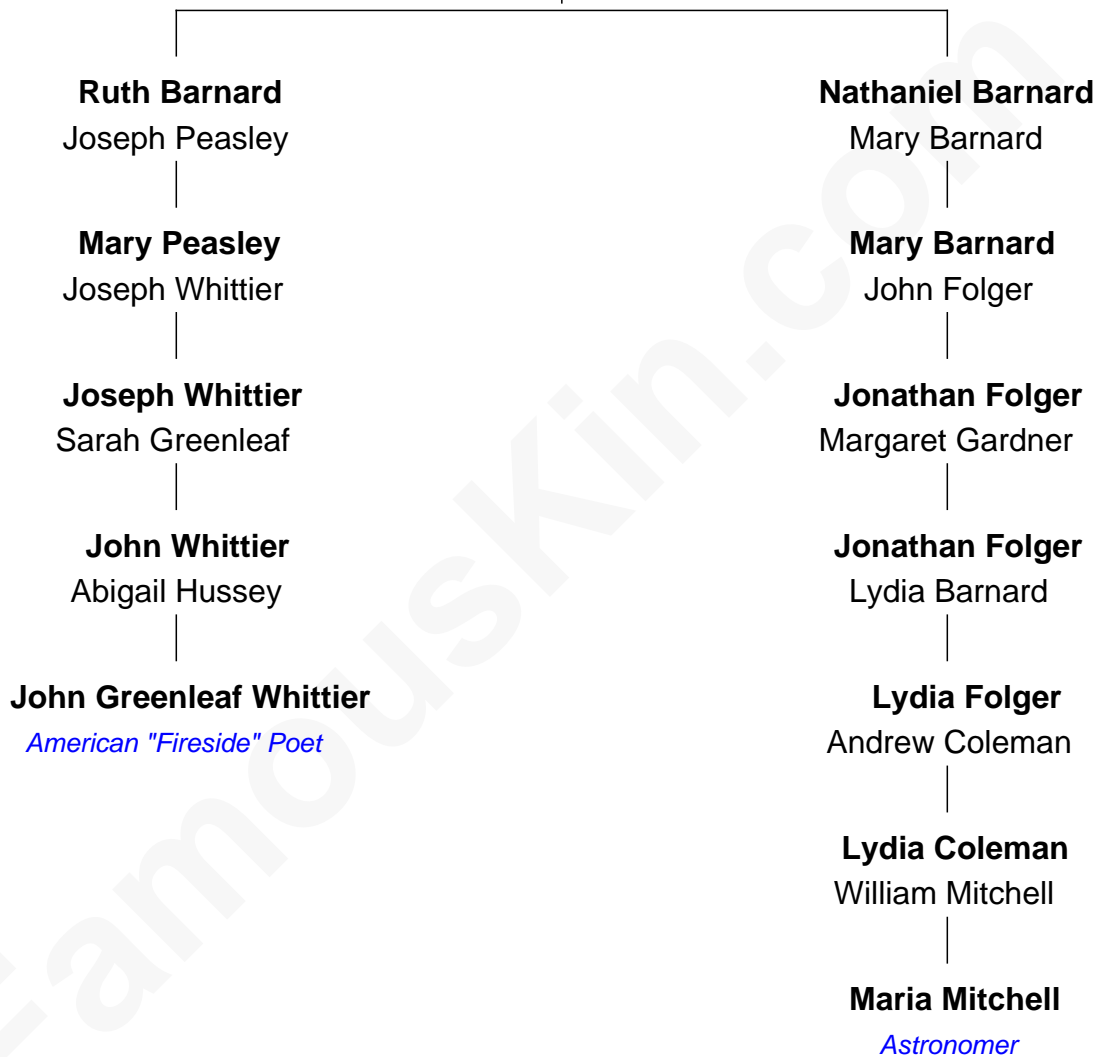 Ruth Barnard
Joseph Peasley
Mary Peasley
Joseph Whittier
Joseph Whittier
Sarah Greenleaf
John Whittier
Abigail Hussey
John Greenleaf Whittier
American "Fireside" Poet
Nathaniel Barnard
Mary Barnard
Mary Barnard
John Folger
Jonathan Folger
Margaret Gardner
Jonathan Folger
Lydia Barnard
Lydia Folger
Andrew Coleman
Lydia Coleman
William Mitchell
Maria Mitchell
Astronomer
FamousKin.com